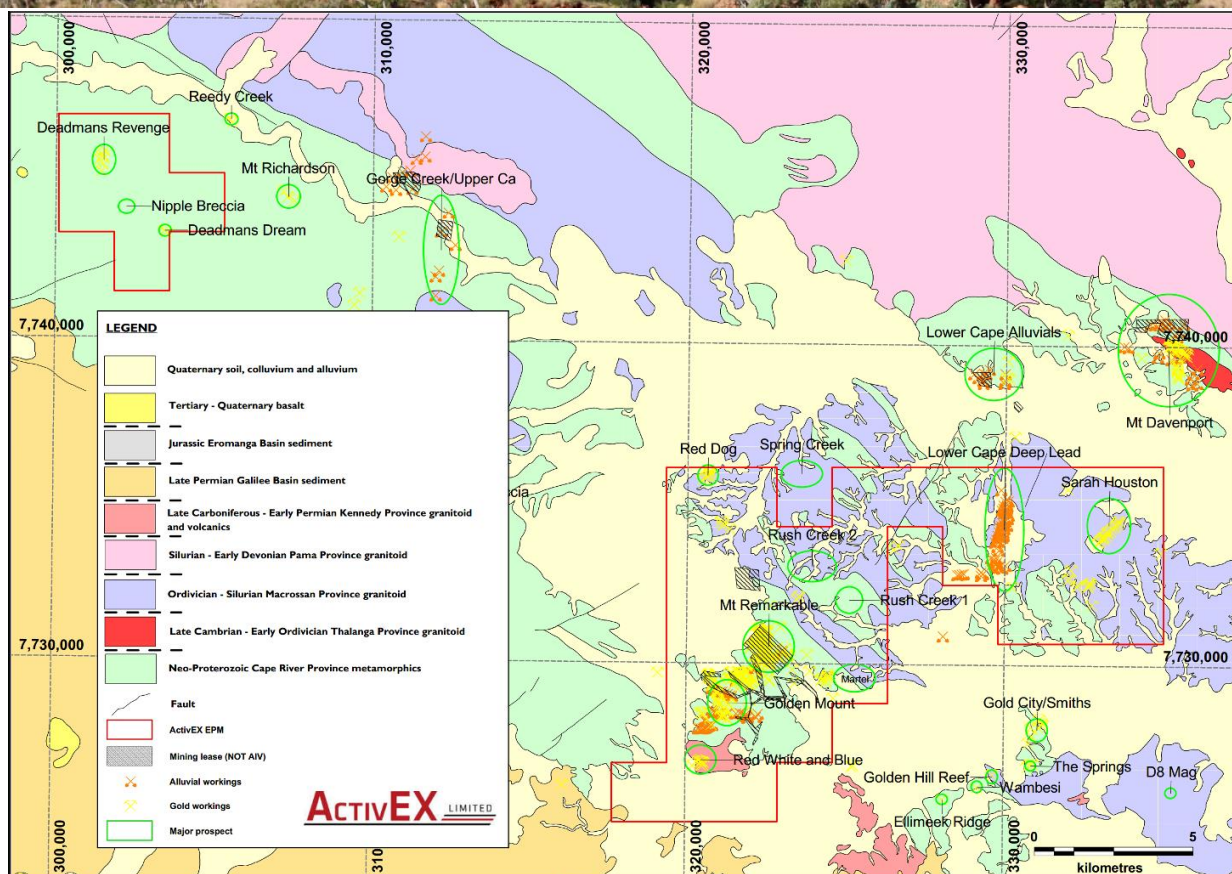 300,000
310,000
320,000
330,000
Reedy Creek
Deadmans Revenge
Mt Richardson
Gorge Creek/Upper Ca
Nipple Breccia
Deadmans Dream
7,740,000
7,740,000
Lower Cape Alluvials
Mt Davenport
Red Dog
Spring Creek
Lower Cape Deep Lead
Sarah Houston
Rush Creek 2
Rush Creek 1
Mt Remarkable
7,730,000
7,730,000
Martel
Golden Mount
Gold City/Smiths
Red White and Blue
The Springs
Golden Hill Reef
Wambesi
D8 Mag
Ellimeek Ridge
LEGEND
Quaternary soil, colluvium and alluvium
Tertiary - Quaternary basalt
Jurassic Eromanga Basin sediment
Late Permian Galilee Basin sediment
Late Carboniferous - Early Permian Kennedy Province granitoid
and volcanics
Silurian - Early Devonian Pama Province granitoid
Ordivician - Silurian Macrossan Province granitoid
Late Cambrian - Early Ordivician Thalanga Province granitoid
Neo-Proterozoic Cape River Province metamorphics
Fault
ActivEX EPM
Mining lease (NOT AIV)
Alluvial workings
Gold workings
Major prospect
ACTIVEX LIMITED
300,000
320,000
330,000
0 5
kilometres